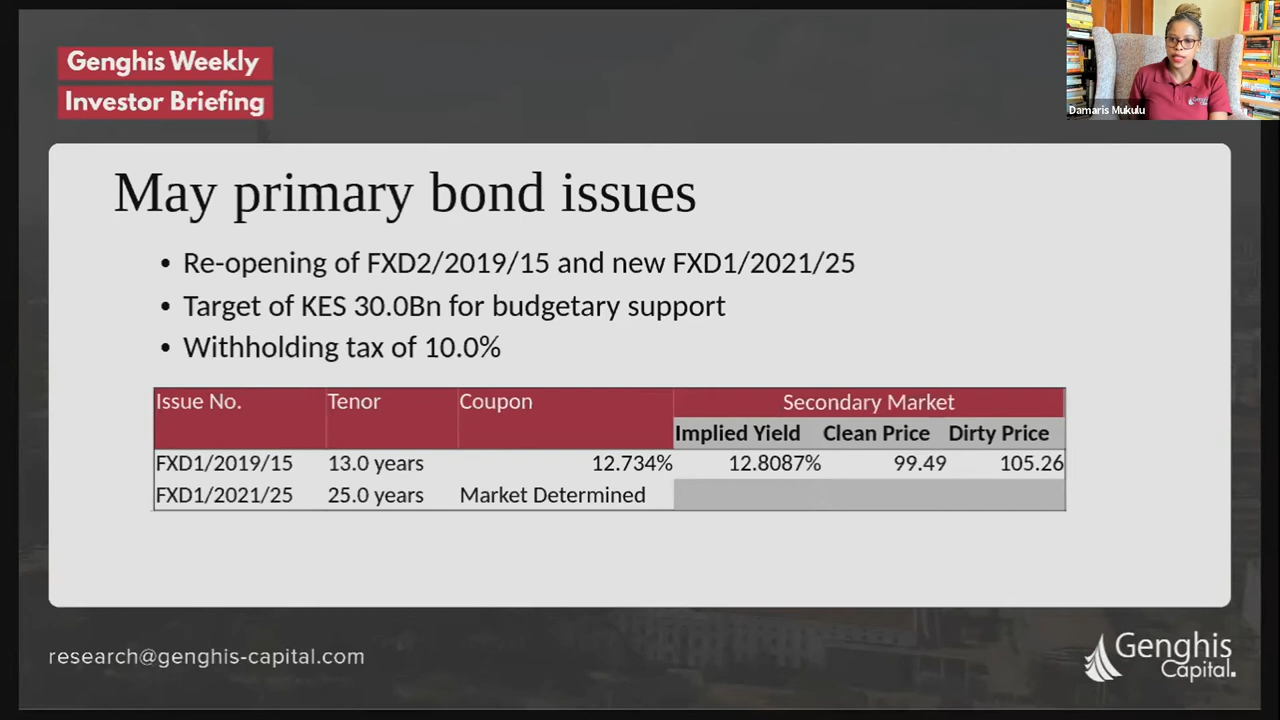 Genghis Weekly
Investor Briefing
Damaris Mukulu
Genghis
May primary bond issues
• Re-opening of FXD2/2019/15 and new FXD1/2021/25
• Target of KES 30.0Bn for budgetary support
• Withholding tax of 10.0%
Issue No. Tenor Coupon Secondary Market
Implied Yield Clean Price Dirty Price
FXD1/2019/15 13.0 years 12.734% 12.8087% 99.49 105.26
FXD1/2021/25 25.0 years Market Determined
research@genghis-capital.com
Genghis
Capital.